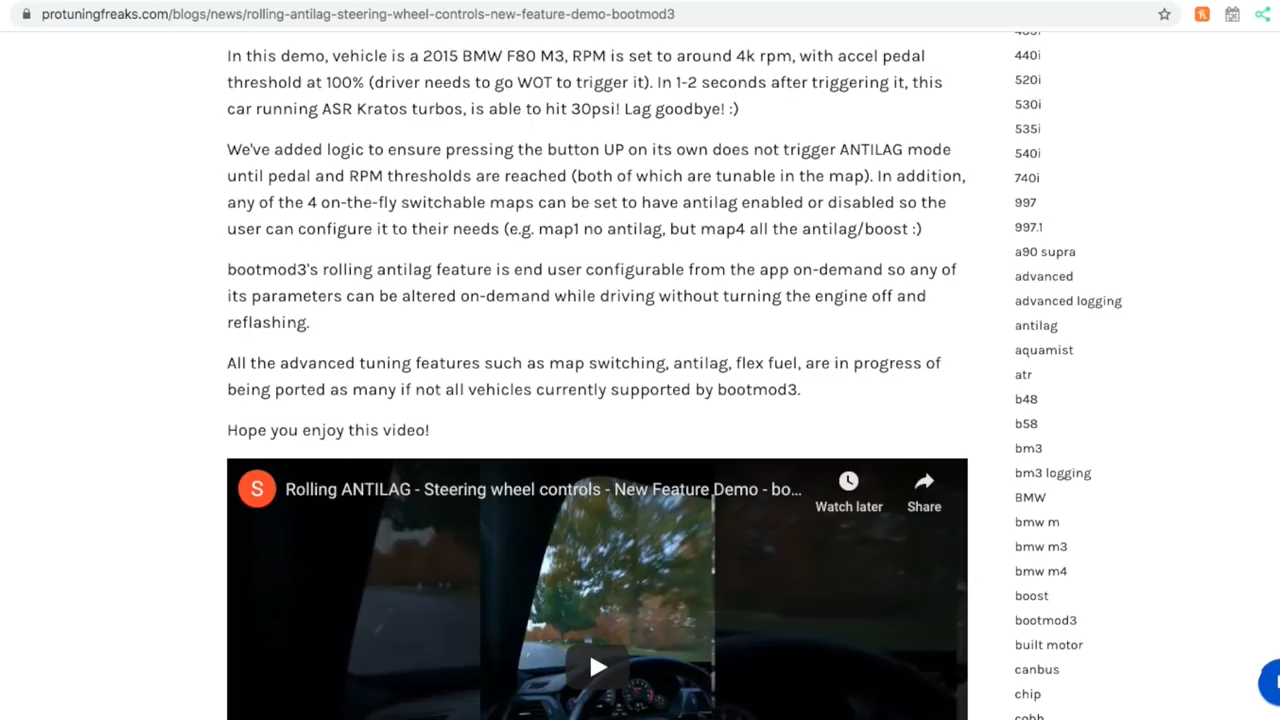 protuningfreaks.com/blogs/news/rolling-antilag-steering-wheel-controls-new-feature-demo-bootmod3
In this demo, vehicle is a 2015 BMW F80 M3, RPM is set to around 4k rpm, with accel pedal
threshold at 100% (driver needs to go WOT to trigger it). In 1-2 seconds after triggering it, this
car running ASR Kratos turbos, is able to hit 30psi! Lag goodbye! :)
We've added logic to ensure pressing the button UP on its own does not trigger ANTILAG mode
until pedal and RPM thresholds are reached (both of which are tunable in the map). In addition,
any of the 4 on-the-fly switchable maps can be set to have antilag enabled or disabled so the
user can configure it to their needs (e.g. map1 no antilag, but map4 all the antilag/boost :)
bootmod3's rolling antilag feature is end user configurable from the app on-demand so any of
its parameters can be altered on-demand while driving without turning the engine off and
reflashing.
All the advanced tuning features such as map switching, antilag, flex fuel, are in progress of
being ported as many if not all vehicles currently supported by bootmod3.
Hope you enjoy this video!
S
Rolling ANTILAG - Steering wheel controls - New Feature Demo - bo...
Watch later
Share
440i
520i
530i
535i
540i
740i
997
997.1
a90 supra
advanced
advanced logging
antilag
aquamist
atr
b48
b58
bm3
bm3 logging
BMW
bmw m
bmw m3
bmw m4
boost
bootmod3
built motor
canbus
chip